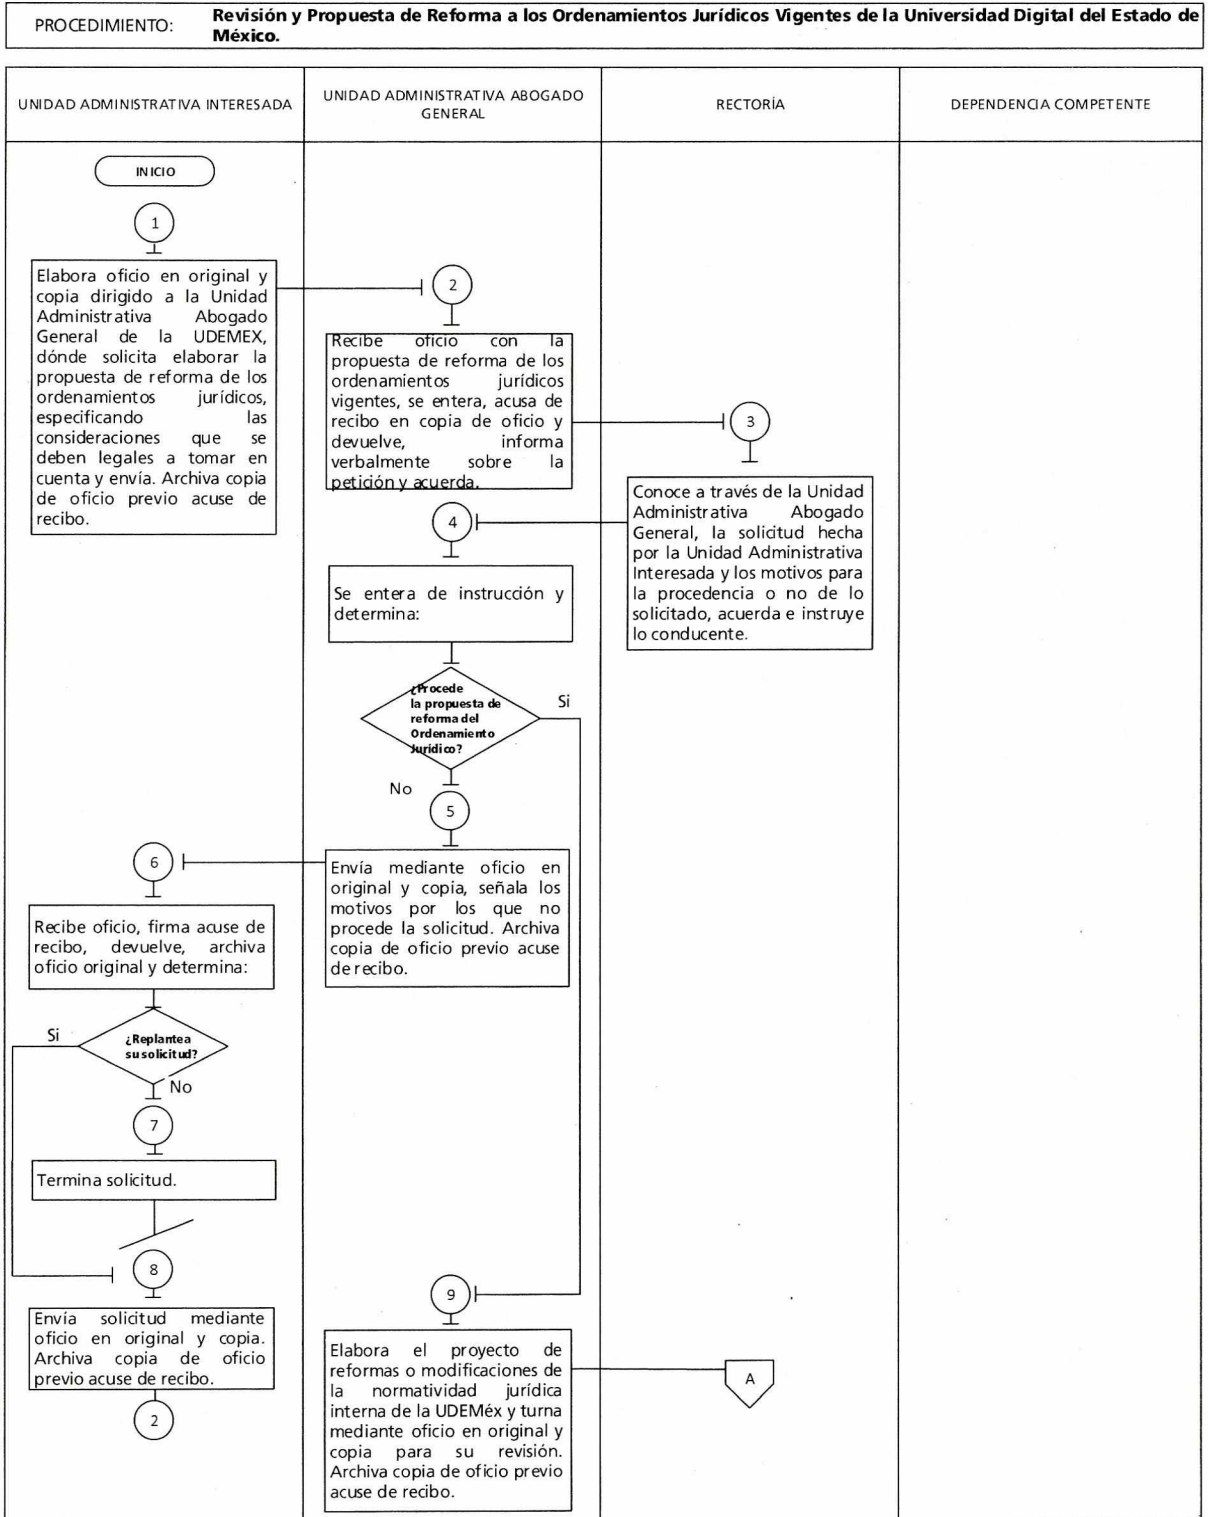 PROCEDIMIENTO:
Revisión y Propuesta de Reforma a los Ordenamientos Jurídicos Vigentes de la Universidad Digital del Estado de
México.
UNIDAD ADMINISTRATIVA INTERESADA
UNIDAD ADMINISTRATIVA ABOGADO
GENERAL
RECTORÍA
DEPENDENCIA COMPETENTE
INICIO
1
Elabora oficio en original y
copia dirigido a la Unidad
Administrativa Abogado
General de la UDEMEX,
dónde solicita elaborar la
propuesta de reforma de los
ordenamientos jurídicos,
especificando las
consideraciones que se
deben legales a tomar en
cuenta y envía. Archiva copia
de oficio previo acuse de
recibo.
2
Recibe oficio con la
propuesta de reforma de los
ordenamientos jurídicos
vigentes, se entera, acusa de
recibo en copia de oficio y
devuelve, informa
verbalmente sobre la
petición y acuerda.
3
Conoce a través de la Unidad
Administrativa Abogado
General, la solicitud hecha
por la Unidad Administrativa
Interesada y los motivos para
la procedencia o no de lo
solicitado, acuerda e instruye
lo conducente.
4
Se entera de instrucción y
determina:
¿Procede
la propuesta de
reforma del
Ordenamiento
Jurídico?
Si
No
5
Envía mediante oficio en
original y copia, señala los
motivos por los que no
procede la solicitud. Archiva
copia de oficio previo acuse
de recibo.
6
Recibe oficio, firma acuse de
recibo, devuelve, archiva
oficio original y determina:
Si
¿Replantea
su solicitud?
No
7
Termina solicitud.
8
Envía solicitud mediante
oficio en original y copia.
Archiva copia de oficio
previo acuse de recibo.
2
9
Elabora el proyecto de
reformas o modificaciones de
la normatividad jurídica
interna de la UDEMéx y turna
mediante oficio en original y
copia para su revisión.
Archiva copia de oficio previo
acuse de recibo.
A